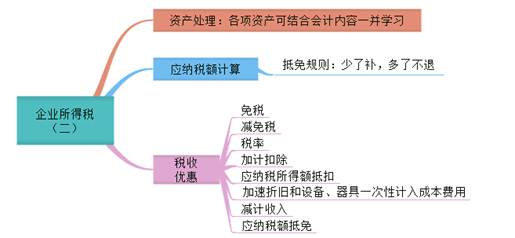 资产处理：各项资产可结合会计内容一并学习
应纳税额计算
抵免规则：少了补，多了不退
企业所得税
（二）
税收
优惠
免税
减免税
税率
加计扣除
应纳税所得额抵扣
加速折旧和设备、器具一次性计入成本费用
减计收入
应纳税额抵免